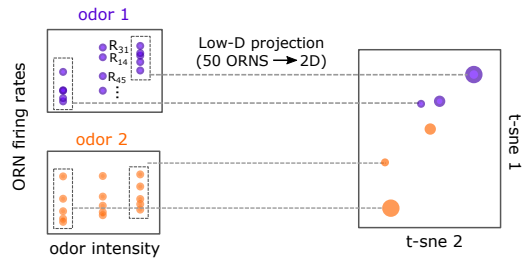 odor 1
R31
R14
R45
...
Low-D projection
(50 ORNS → 2D)
ORN firing rates
odor 2
odor intensity
t-sne 1
t-sne 2